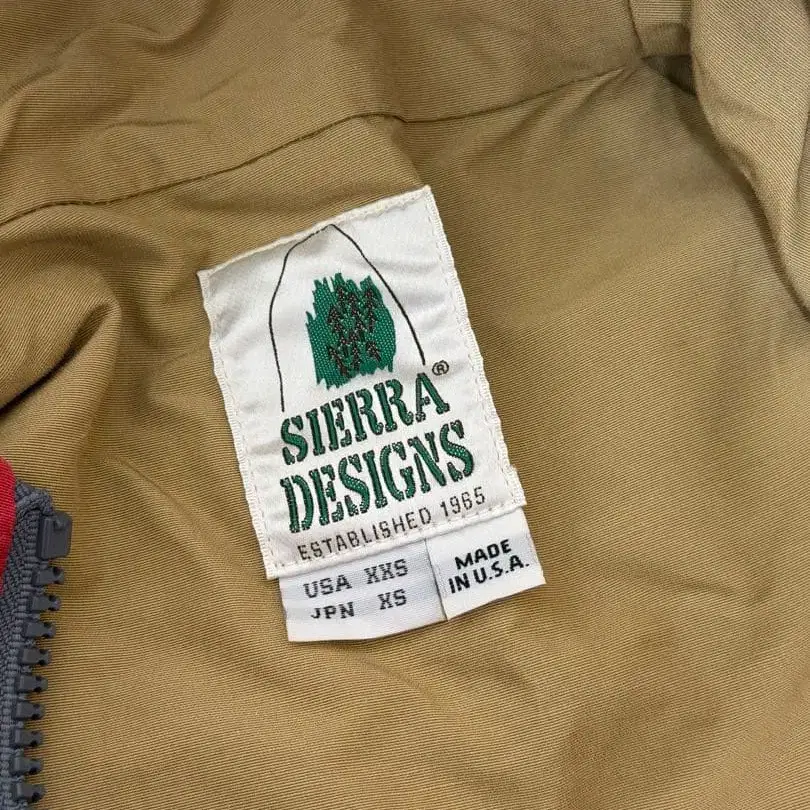 SIERRA®
DESIGNS
ESTABLISHED 1965
USA XXS
JPN XS
MADE
IN U.S.A.